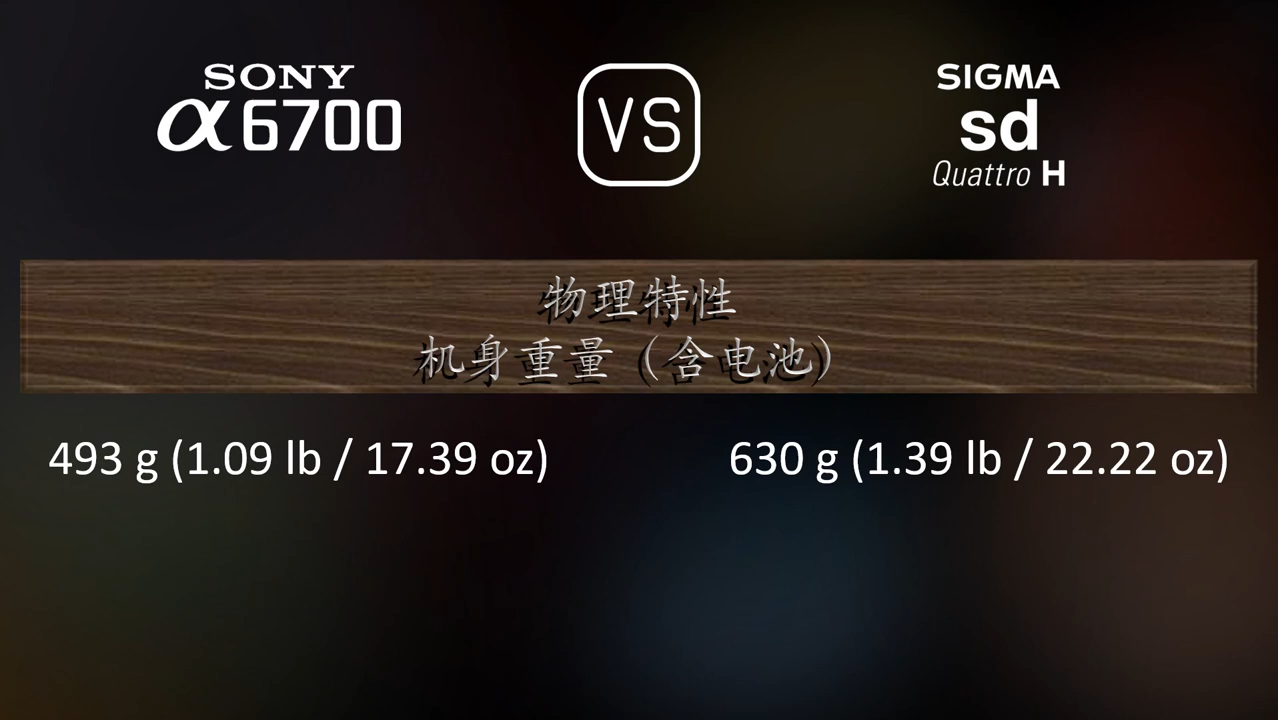 SONY
α6700
VS
SIGMA
sd
Quattro H
物理特性
机身重量（含电池）
493 g (1.09 lb / 17.39 oz)
630 g (1.39 lb / 22.22 oz)